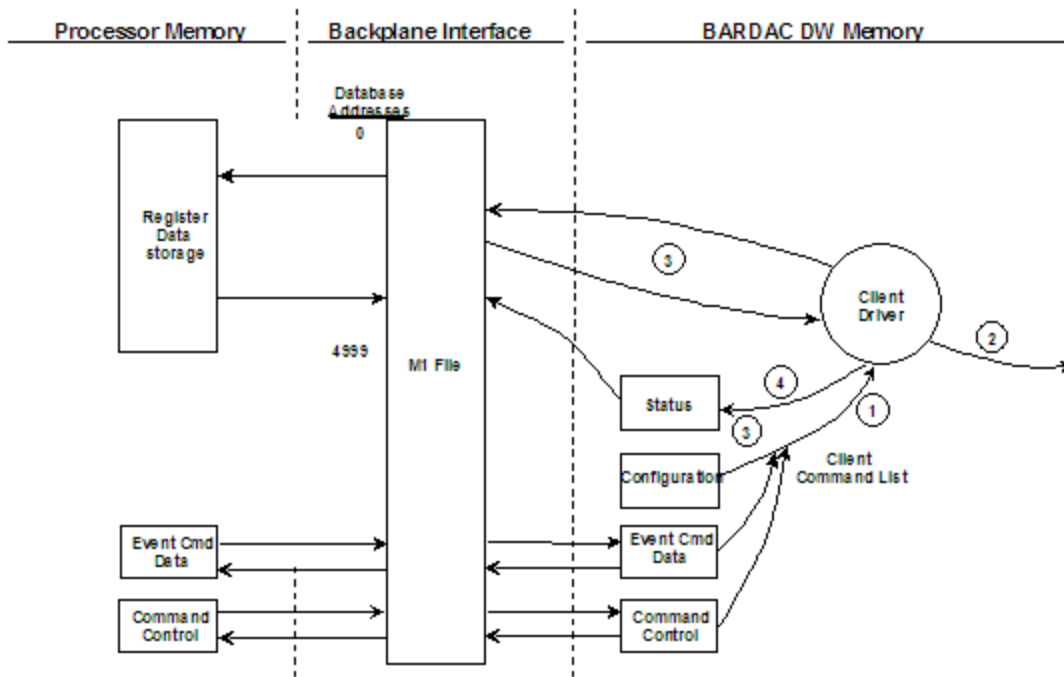 Processor Memory
Backplane Interface
BARDAC DW Memory
Database
Addresses
0
Register
Data
storage
3
Client
Driver
2
4999
M1 File
4
Status
1
3
Configuration
Client
Command List
Event Cmd
Data
Event Cmd
Data
Command
Control
Command
Control